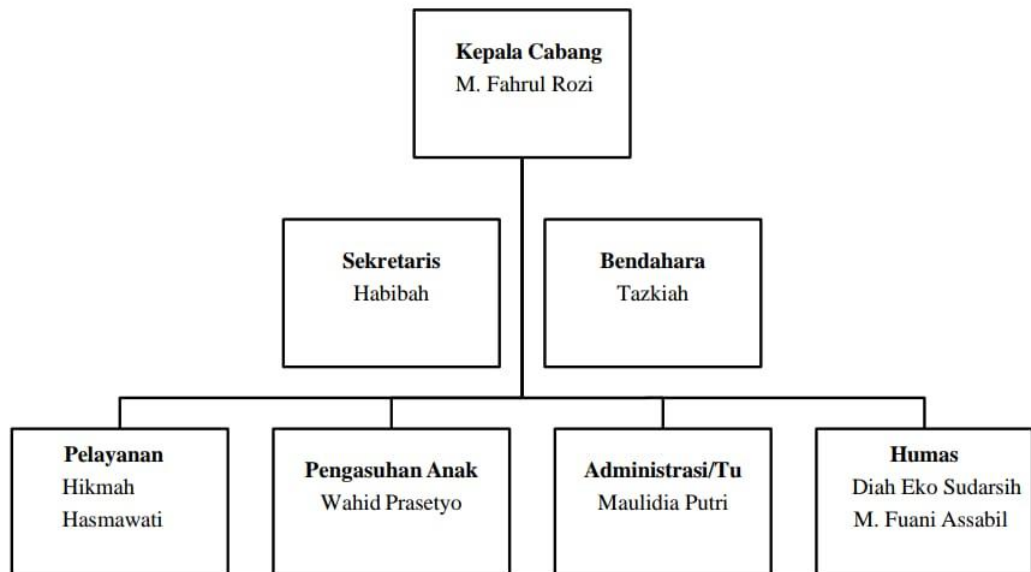 Kepala Cabang
M. Fahrul Rozi
Sekretaris
Habibah
Bendahara
Tazkiah
Pelayanan
Hikmah
Hasmawati
Pengasuhan Anak
Wahid Prasetyo
Administrasi/Tu
Maulidia Putri
Humas
Diah Eko Sudarsih
M. Fuani Assabil